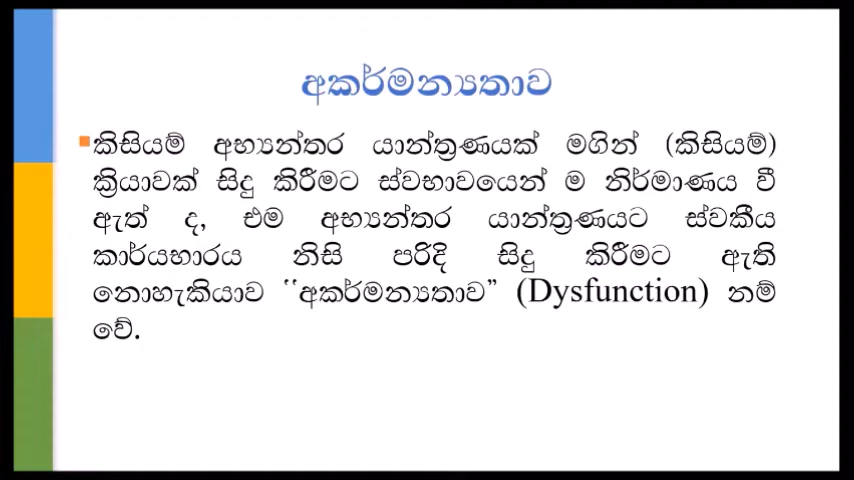 අකර්මන්‍යතාව
කිසියම් අභ්‍යන්තර යාන්ත්‍රණයක් මගින් (කිසියම්)
ක්‍රියාවක් සිදු කිරීමට ස්වභාවයෙන් ම නිර්මාණය වී
ඇත් ද, එම අභ්‍යන්තර යාන්ත්‍රණයට ස්වකීය
කාර්යභාරය නිසි පරිදි සිදු කිරීමට ඇති
නොහැකියාව ‘‘අකර්මන්‍යතාව” (Dysfunction) නම්
වේ.